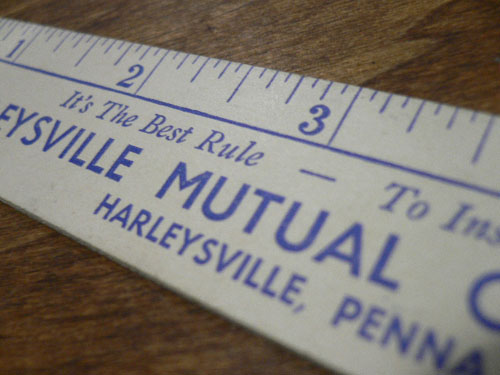 1 2 3
It's The Best Rule — To Ins
EYSVILLE MUTUAL C
HARLEYSVILLE, PENNA